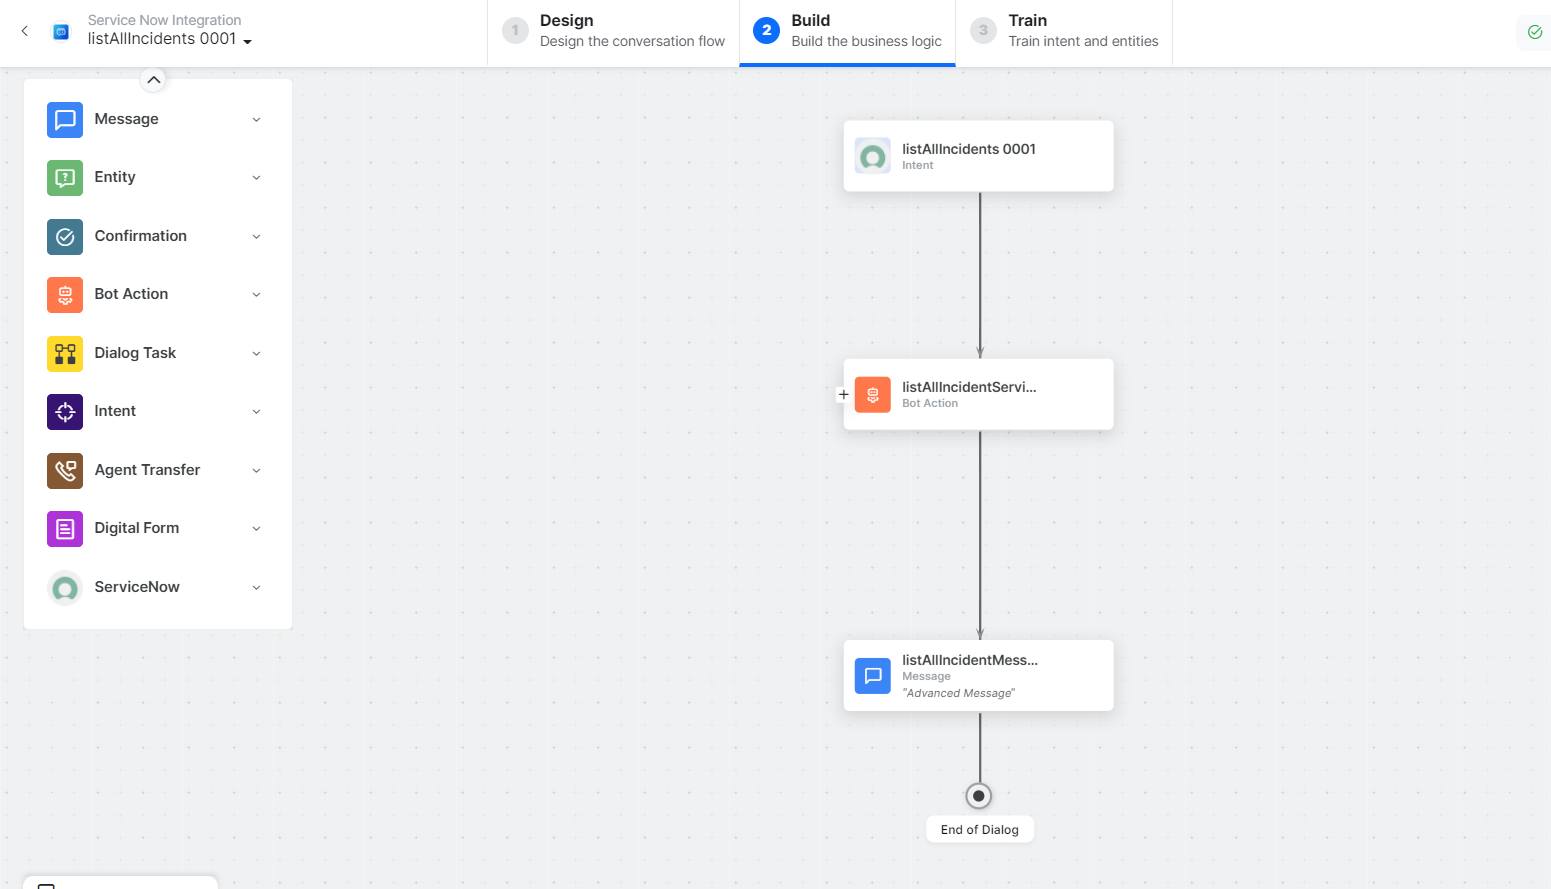 Service Now Integration
listAllIncidents 0001
1
Design
Design the conversation flow
2
Build
Build the business logic
3
Train
Train intent and entities
Message
Entity
Confirmation
Bot Action
Dialog Task
Intent
Agent Transfer
Digital Form
ServiceNow
listAllIncidents 0001
Intent
listAllIncidentServi...
Bot Action
listAllIncidentMess...
Message
"Advanced Message"
End of Dialog